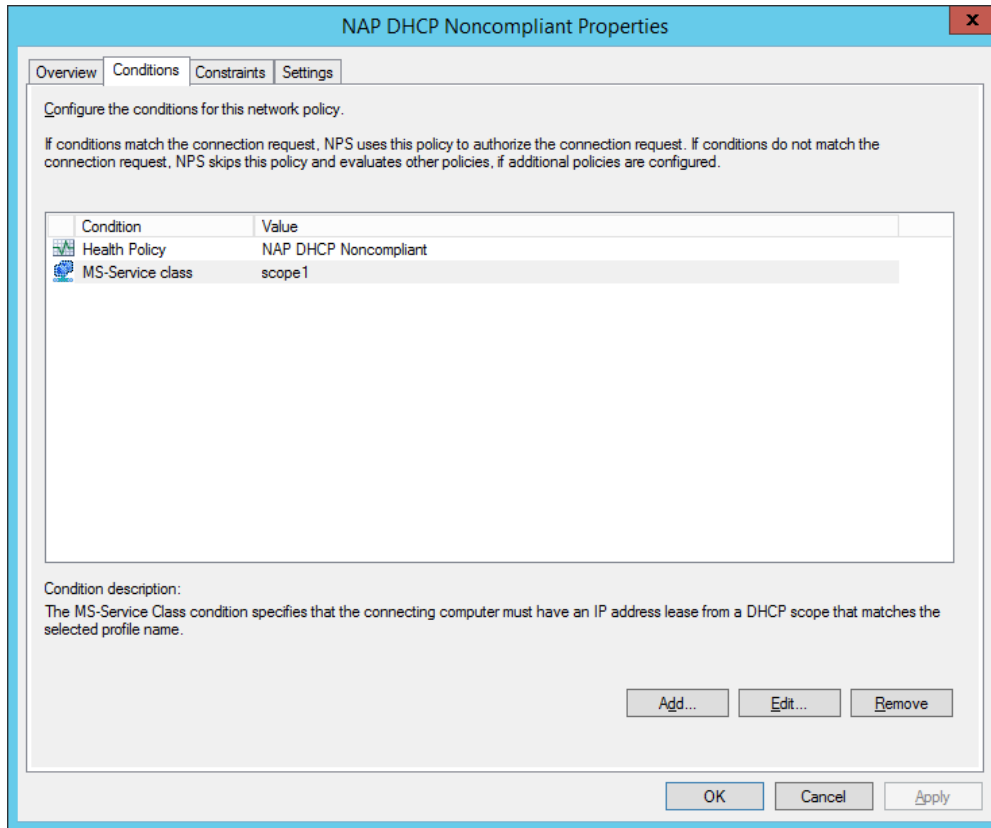 NAP DHCP Noncompliant Properties
x
Overview Conditions Constraints Settings
Configure the conditions for this network policy.
If conditions match the connection request, NPS uses this policy to authorize the connection request. If conditions do not match the
connection request, NPS skips this policy and evaluates other policies, if additional policies are configured.
Condition Value
Health Policy NAP DHCP Noncompliant
MS-Service class scope1
Condition description:
The MS-Service Class condition specifies that the connecting computer must have an IP address lease from a DHCP scope that matches the
selected profile name.
Add... Edit... Remove
OK Cancel Apply